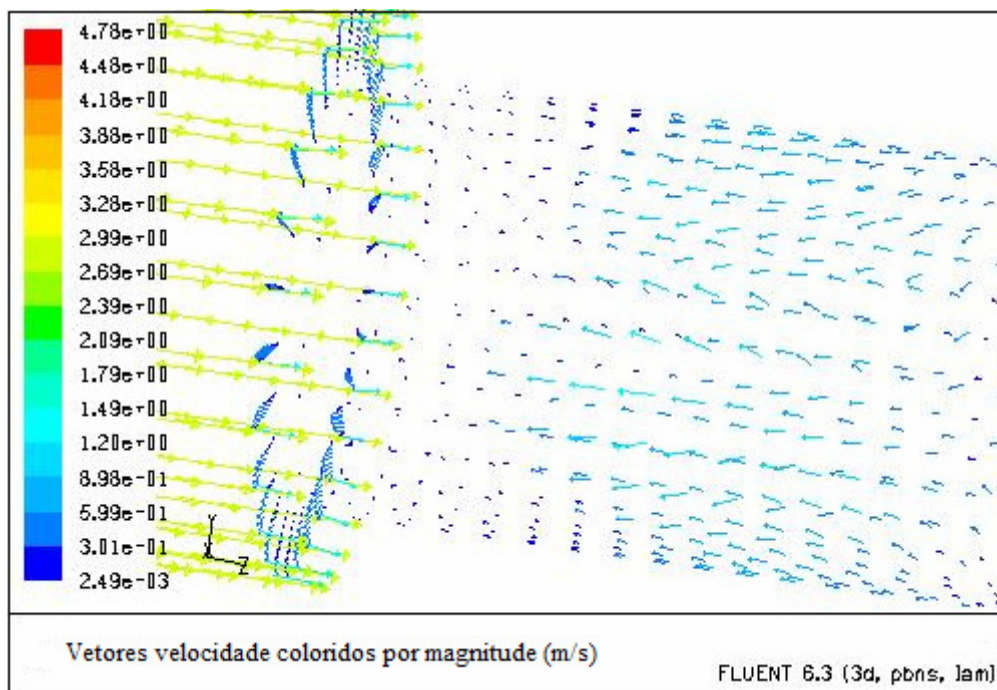 4.78e+00
4.48e+00
4.18e+00
3.88e+00
3.58e+00
3.28e+00
2.99e+00
2.69e+00
2.39e+00
2.09e+00
1.79e+00
1.49e+00
1.20e+00
8.98e-01
5.99e-01
3.01e-01
2.49e-03
Y
Z
Vetores velocidade coloridos por magnitude (m/s)
FLUENT 6.3 (3d, pbns, lam)